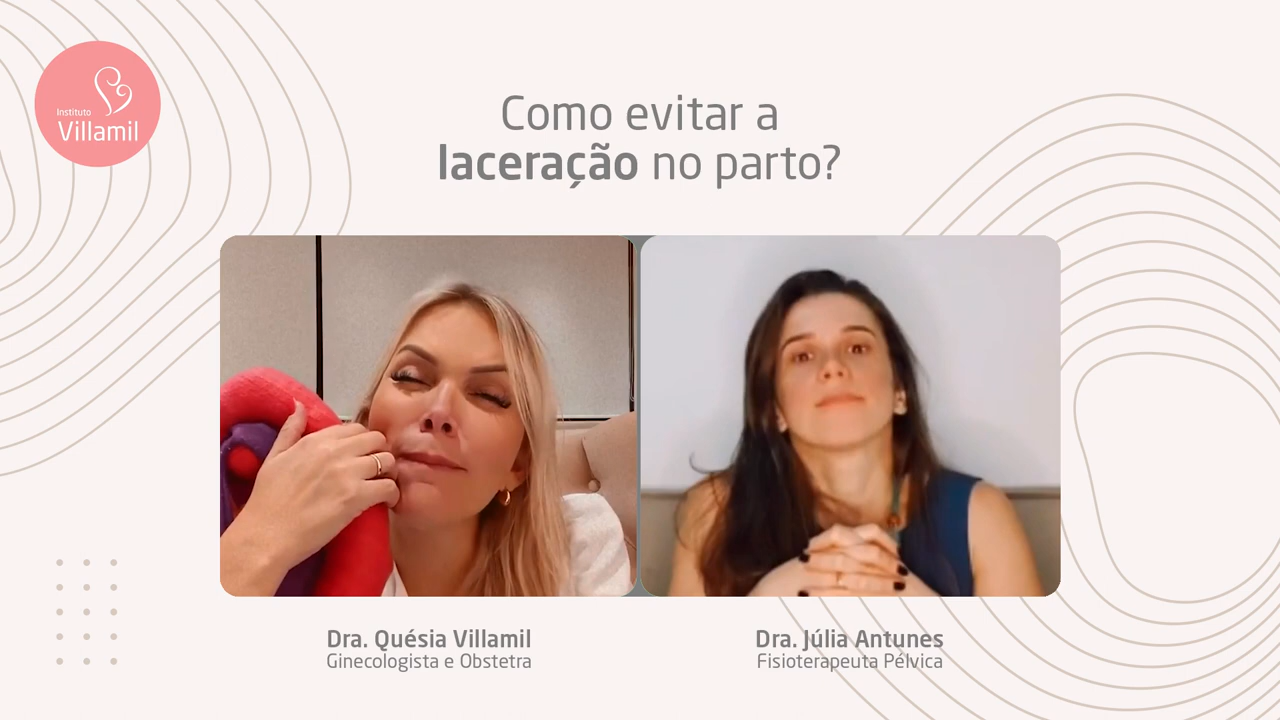 Instituto
Villamil
Como evitar a
laceração no parto?
Dra. Quésia Villamil
Ginecologista e Obstetra
Dra. Júlia Antunes
Fisioterapeuta Pélvica